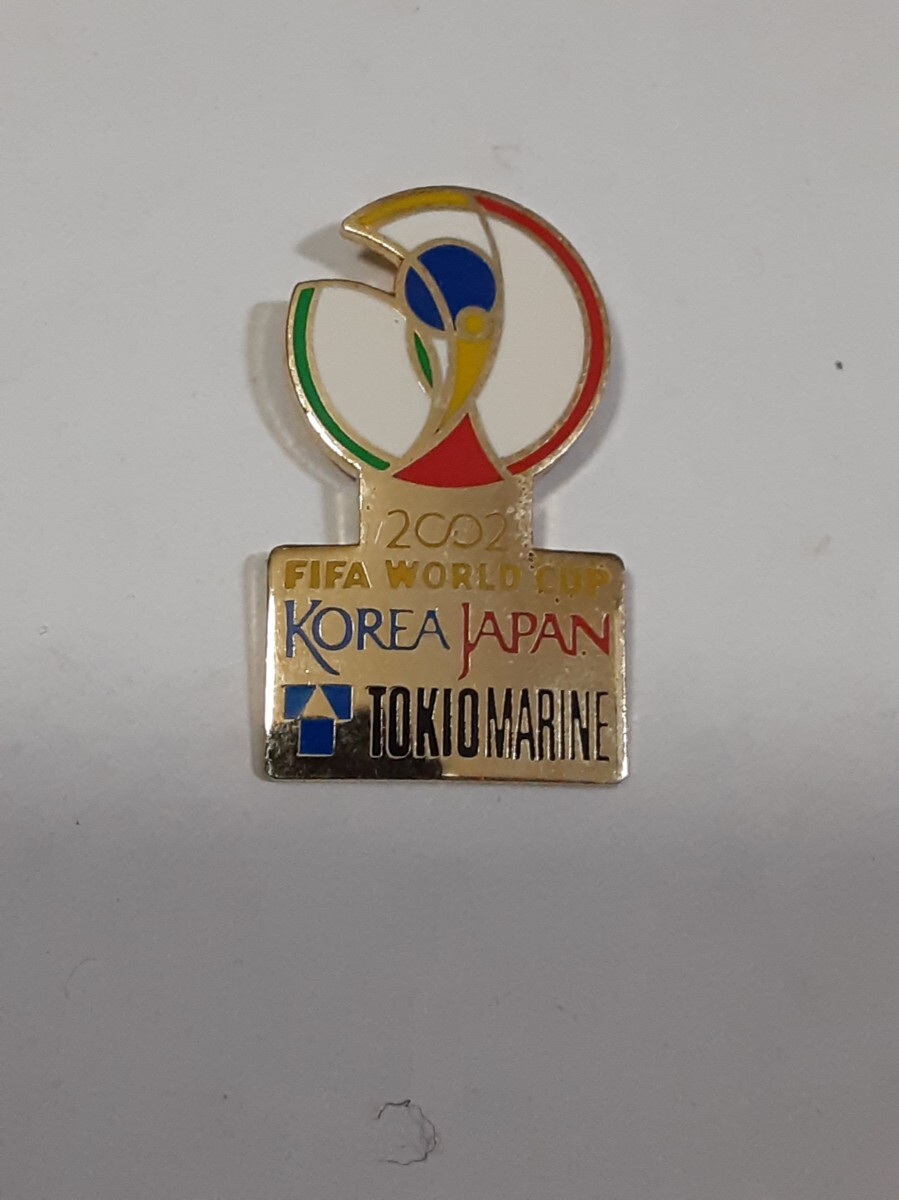 2002
FIFA WORLD CUP
KOREA JAPAN
TOKIO MARINE